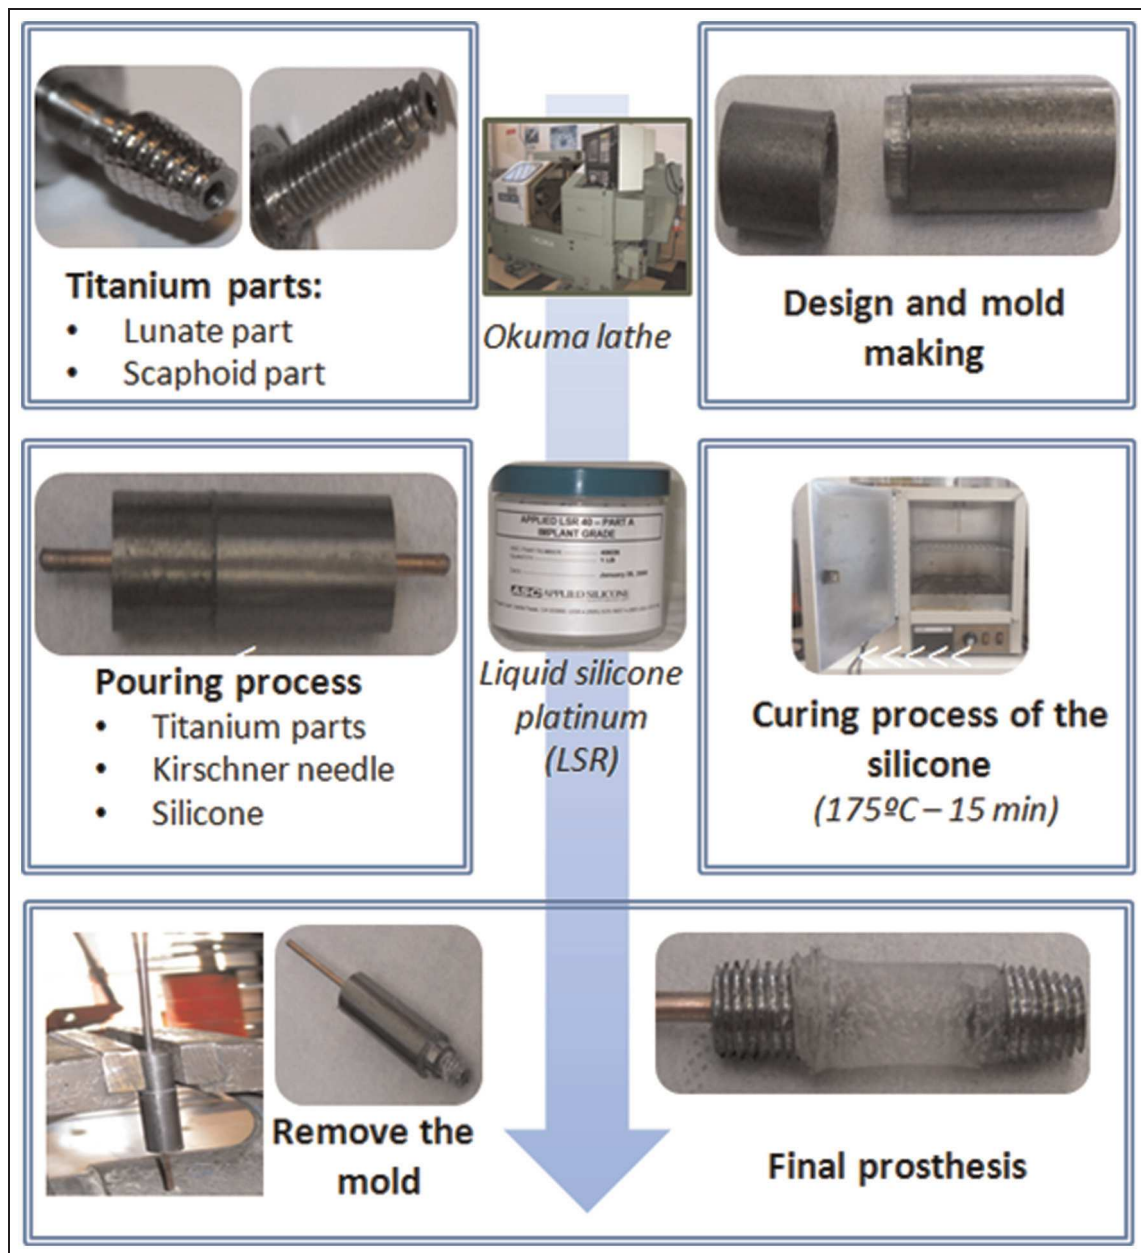 Titanium parts:
• Lunate part
• Scaphoid part
Okuma lathe
Design and mold
making
Pouring process
• Titanium parts
• Kirschner needle
• Silicone
APPLIED LSR 40 – PART A
IMPLANT GRADE
1 LB
APPLIED SILICONE
Liquid silicone
platinum
(LSR)
<<<<<
Curing process of the
silicone
(175ºC – 15 min)
Remove the
mold
Final prosthesis